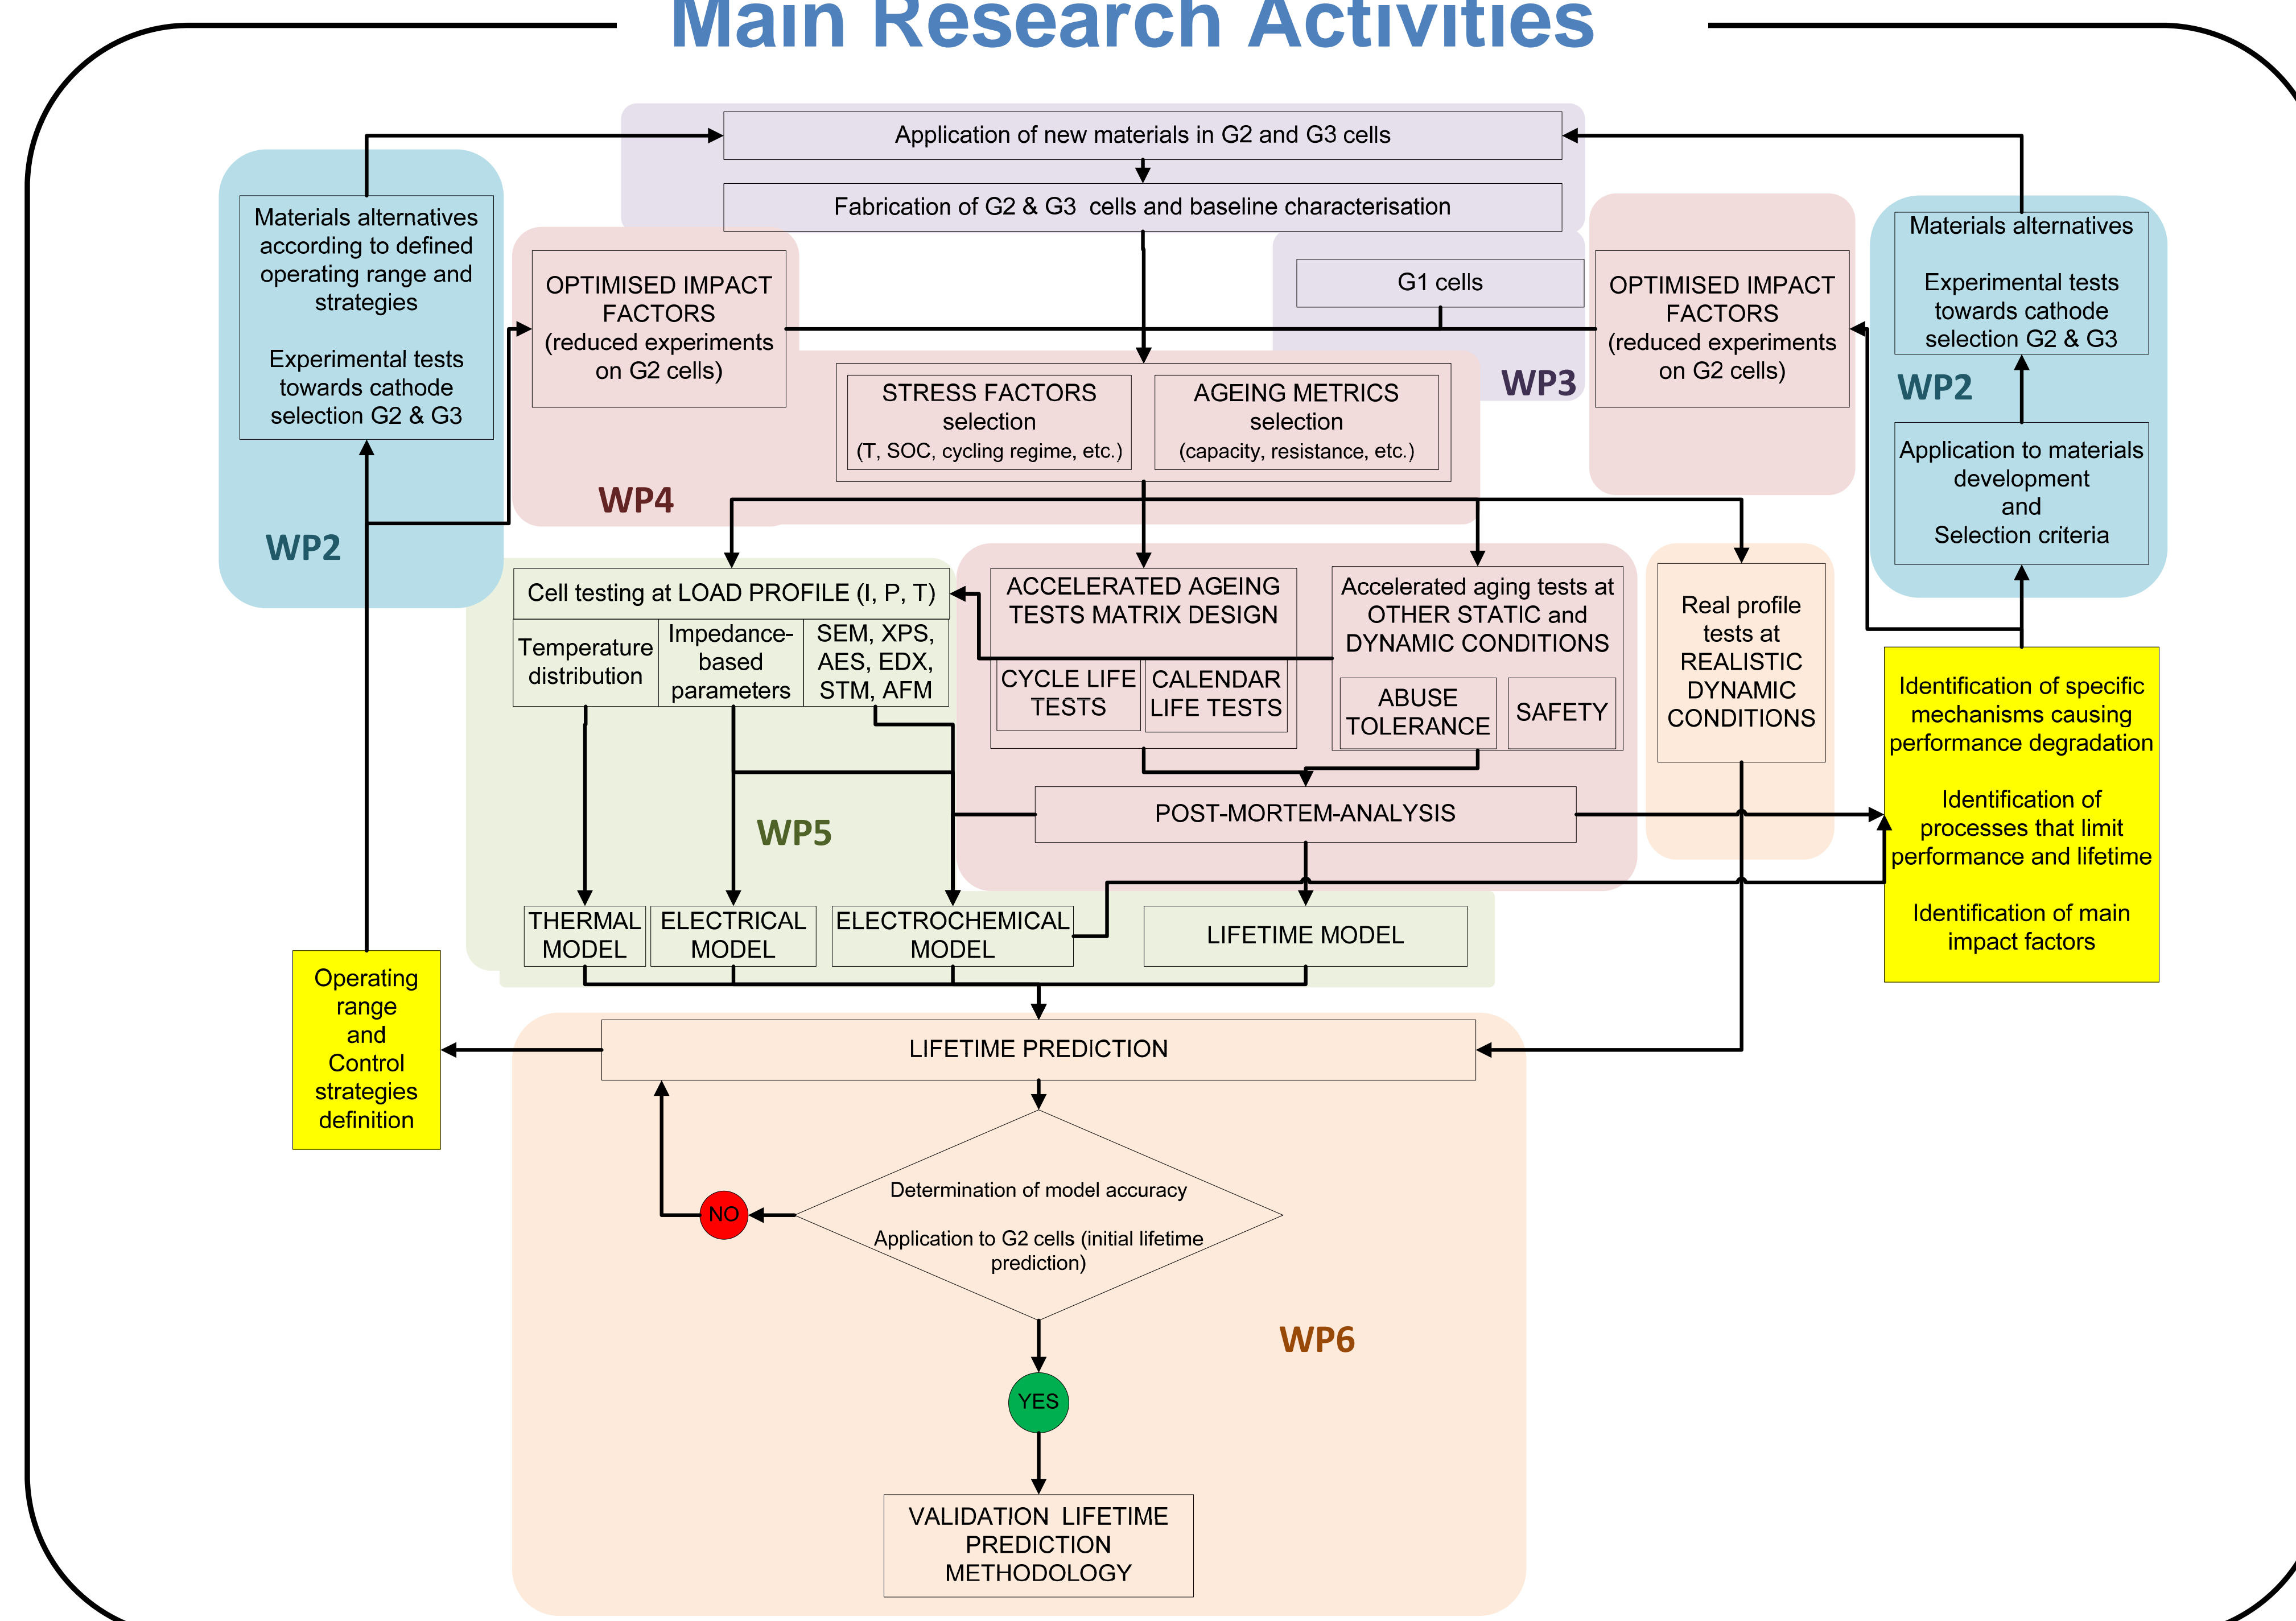 Main Research Activities
Application of new materials in G2 and G3 cells
Fabrication of G2 & G3 cells and baseline characterisation
Materials alternatives
according to defined
operating range and
strategies
Experimental tests
towards cathode
selection G2 & G3
WP2
OPTIMISED IMPACT
FACTORS
(reduced experiments
on G2 cells)
WP4
G1 cells
WP3
STRESS FACTORS
selection
(T, SOC, cycling regime, etc.)
AGEING METRICS
selection
(capacity, resistance, etc.)
OPTIMISED IMPACT
FACTORS
(reduced experiments
on G2 cells)
Materials alternatives
Experimental tests
towards cathode
selection G2 & G3
WP2
Application to materials
development
and
Selection criteria
Cell testing at LOAD PROFILE (I, P, T)
Temperature
distribution
Impedance-
based
parameters
SEM, XPS,
AES, EDX,
STM, AFM
ACCELERATED AGEING
TESTS MATRIX DESIGN
CYCLE LIFE
TESTS
CALENDAR
LIFE TESTS
Accelerated aging tests at
OTHER STATIC and
DYNAMIC CONDITIONS
ABUSE
TOLERANCE
SAFETY
Real profile
tests at
REALISTIC
DYNAMIC
CONDITIONS
Identification of specific
mechanisms causing
performance degradation
Identification of
processes that limit
performance and lifetime
Identification of main
impact factors
POST-MORTEM-ANALYSIS
WP5
THERMAL
MODEL
ELECTRICAL
MODEL
ELECTROCHEMICAL
MODEL
LIFETIME MODEL
Operating
range
and
Control
strategies
definition
LIFETIME PREDICTION
Determination of model accuracy
Application to G2 cells (initial lifetime
prediction)
NO
WP6
YES
VALIDATION LIFETIME
PREDICTION
METHODOLOGY